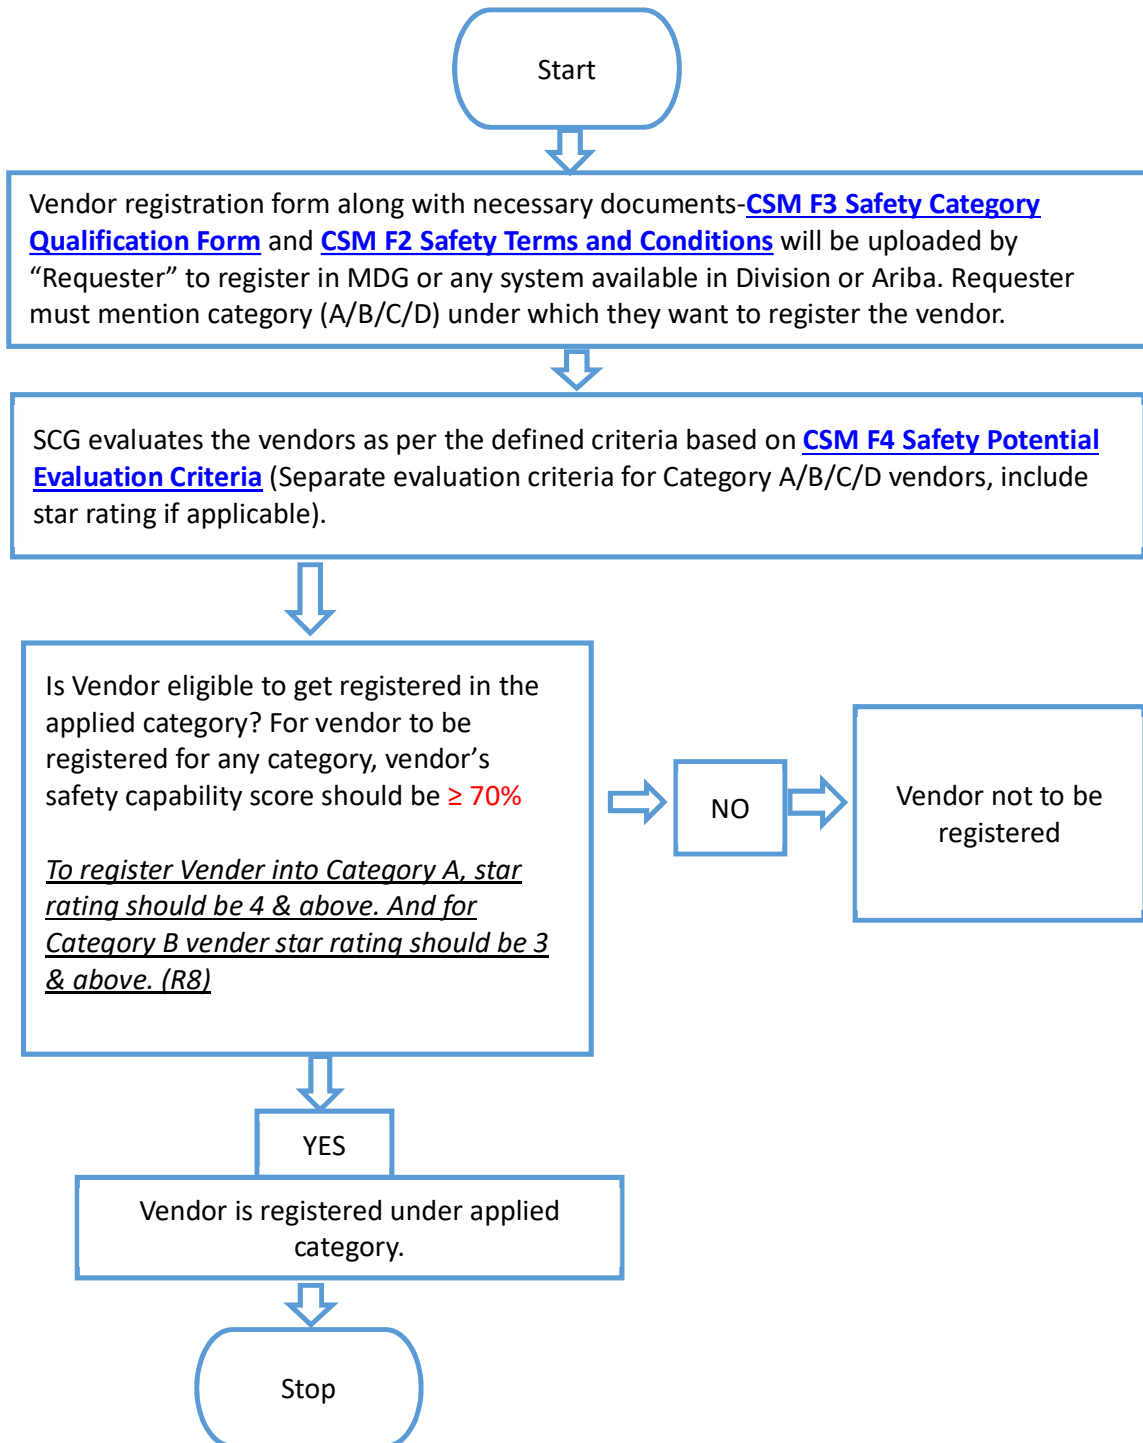 Start
Vendor registration form along with necessary documents-CSM F3 Safety Category
Qualification Form and CSM F2 Safety Terms and Conditions will be uploaded by
“Requester” to register in MDG or any system available in Division or Ariba. Requester
must mention category (A/B/C/D) under which they want to register the vendor.
SCG evaluates the vendors as per the defined criteria based on CSM F4 Safety Potential
Evaluation Criteria (Separate evaluation criteria for Category A/B/C/D vendors, include
star rating if applicable).
Is Vendor eligible to get registered in the
applied category? For vendor to be
registered for any category, vendor’s
safety capability score should be ≥ 70%
To register Vender into Category A, star
rating should be 4 & above. And for
Category B vender star rating should be 3
& above. (R8)
NO
Vendor not to be
registered
YES
Vendor is registered under applied
category.
Stop